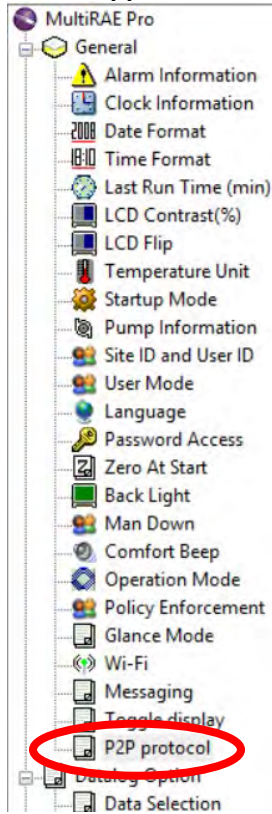 MultiRAE Pro
General
Alarm Information
Clock Information
2008 Date Format
18:10 Time Format
Last Run Time (min)
LCD Contrast(%)
LCD Flip
Temperature Unit
Startup Mode
Pump Information
Site ID and User ID
User Mode
Language
Password Access
Zero At Start
Back Light
Man Down
Comfort Beep
Operation Mode
Policy Enforcement
Glance Mode
Wi-Fi
Messaging
Toggle display
P2P protocol
Datalog Option
Data Selection